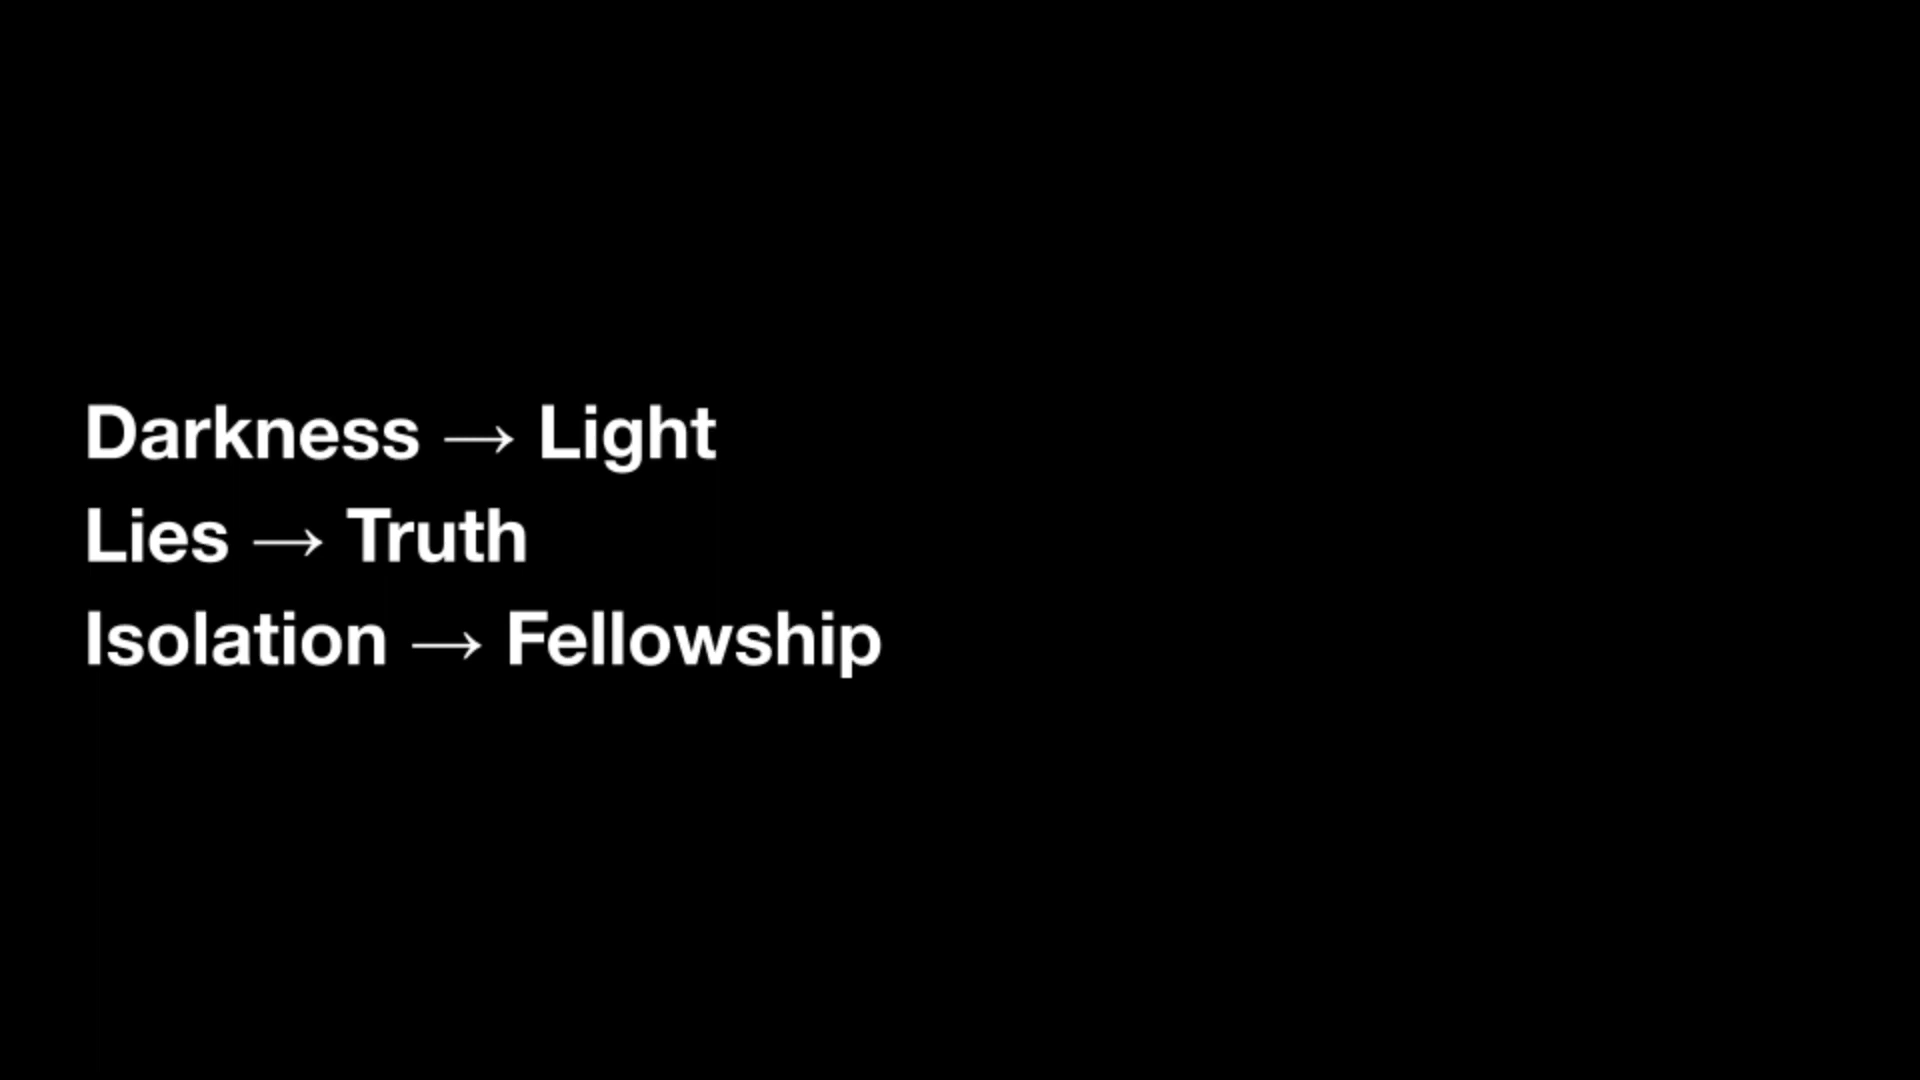 Darkness → Light
Lies → Truth
Isolation → Fellowship